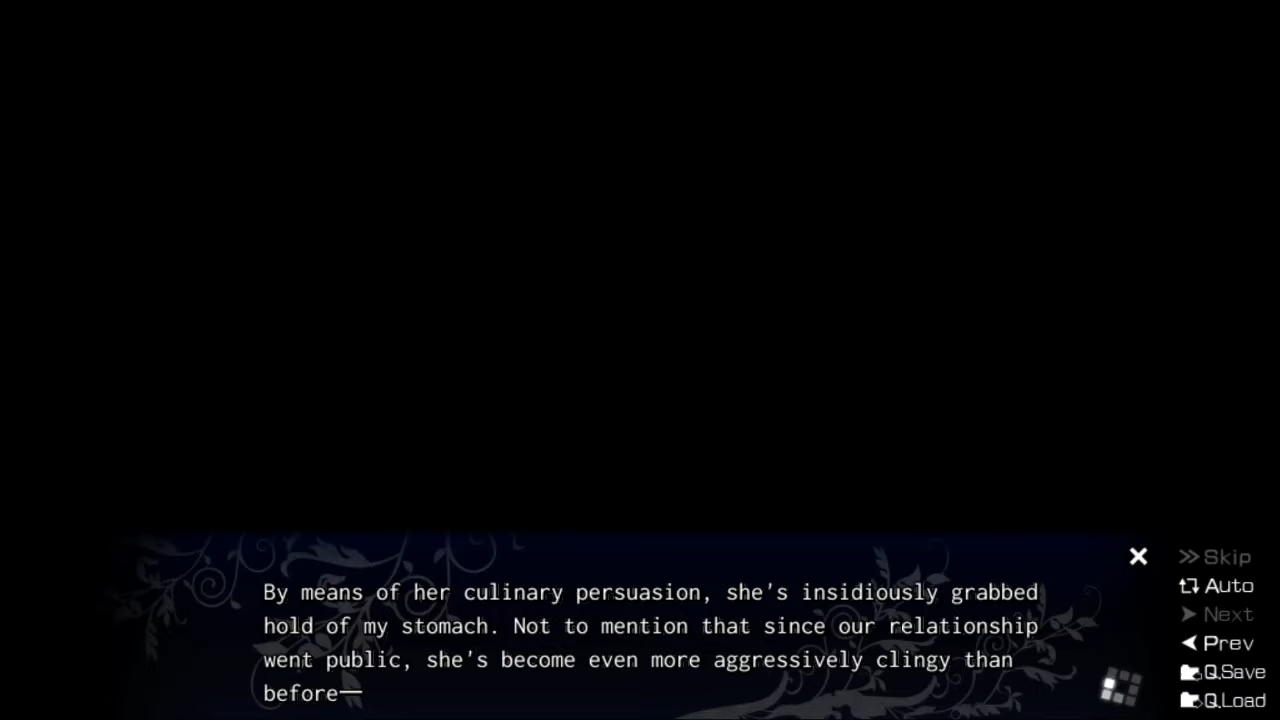 By means of her culinary persuasion, she's insidiously grabbed
hold of my stomach. Not to mention that since our relationship
went public, she's become even more aggressively clingy than
before—
Skip
Auto
Next
Prev
Q.Save
Q.Load